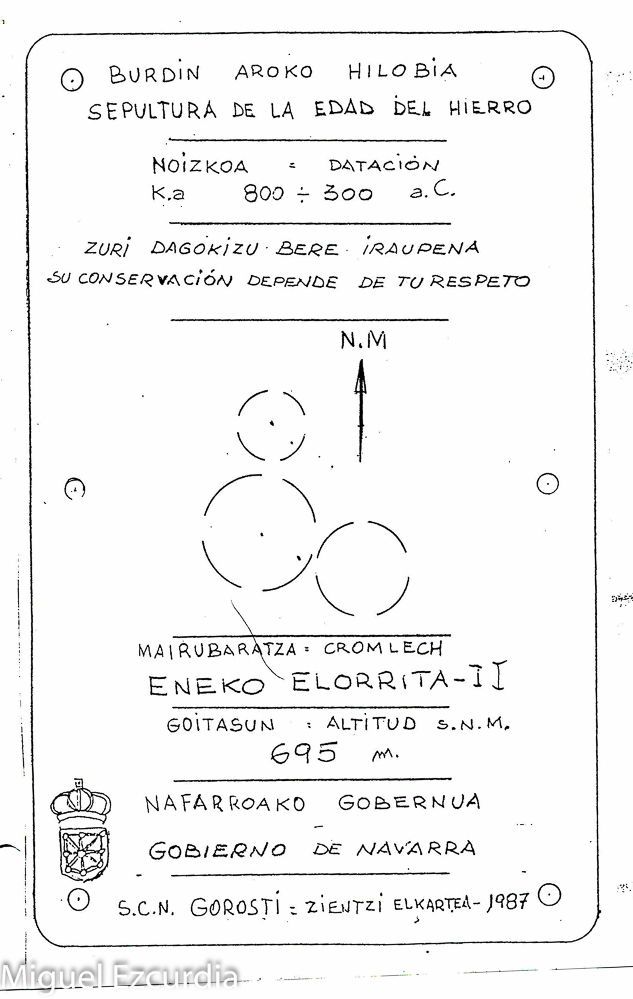 BURDIN AROKO HILOBIA
SEPULTURA DE LA EDAD DEL HIERRO
NOIZKOA = DATACIÓN
K.a 800 ÷ 300 a.C.
ZURI DAGOKIZU BERE IRAUPENA
SU CONSERVACIÓN DEPENDE DE TU RESPETO
N.M
MAIRUBARATZA = CROMLECH
ENEKO ELORRITA-II
GOITASUN : ALTITUD S.N.M.
695 m.
NAFARROAKO GOBERNUA
GOBIERNO DE NAVARRA
S.C.N. GOROSTI = ZIENTZI ELKARTEA-1987
Miguel Ezcurdia